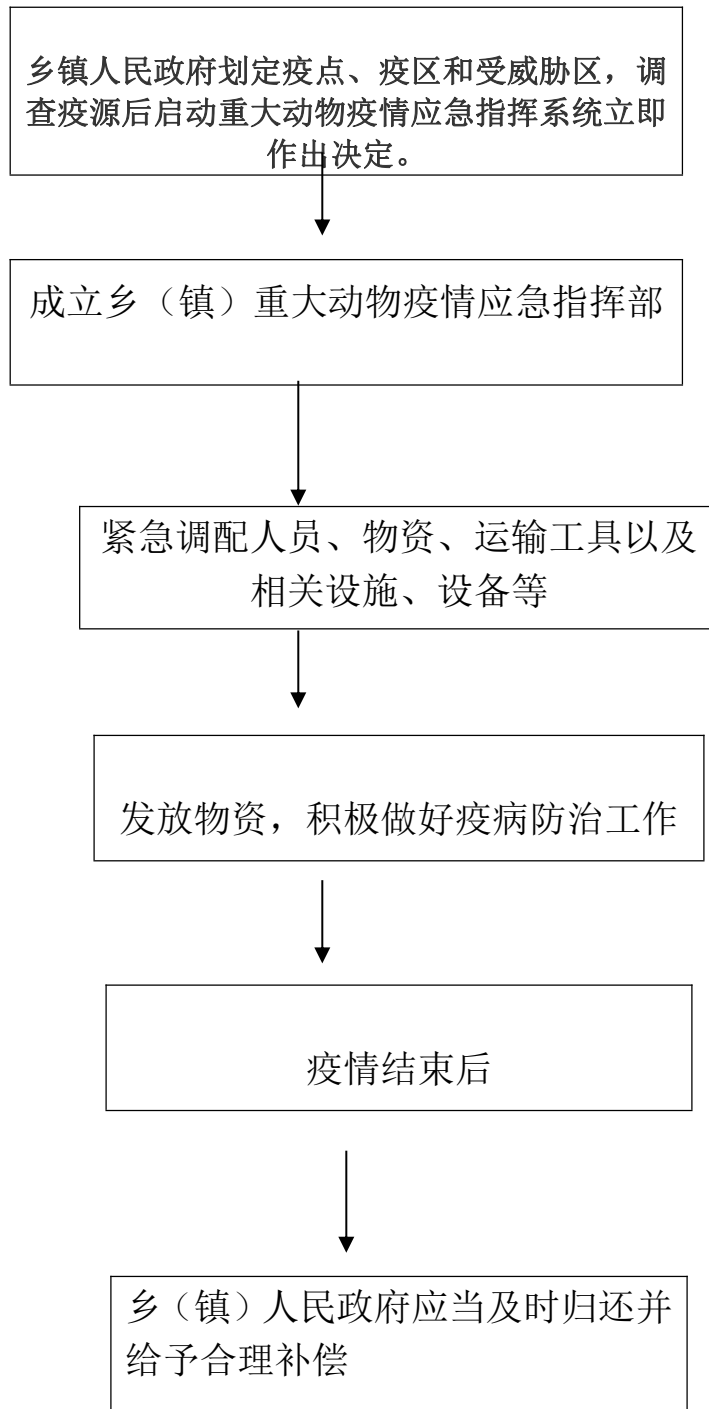 乡镇人民政府划定疫点、疫区和受威胁区，调
查疫源后启动重大动物疫情应急指挥系统立即
作出决定。
成立乡（镇）重大动物疫情应急指挥部
紧急调配人员、物资、运输工具以及
相关设施、设备等
发放物资，积极做好疫病防治工作
疫情结束后
乡（镇）人民政府应当及时归还并
给予合理补偿